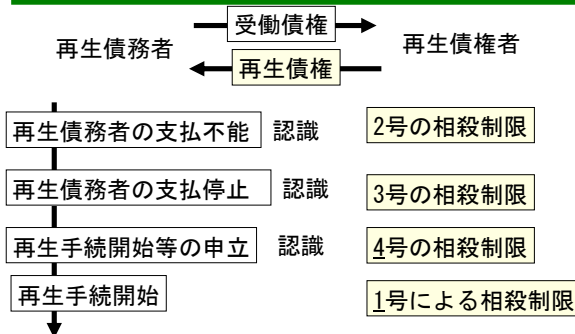 受働債権
再生債務者
再生債権者
再生債権
再生債務者の支払不能 認識 2号の相殺制限
再生債務者の支払停止 認識 3号の相殺制限
再生手続開始等の申立 認識 4号の相殺制限
再生手続開始 1号による相殺制限